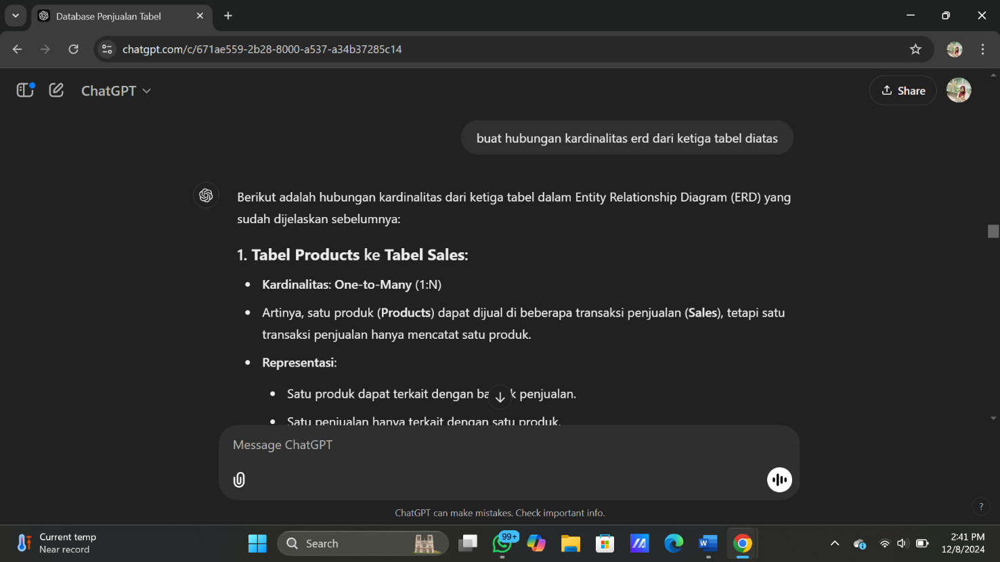 Database Penjualan Tabel
chatgpt.com/c/671ae559-2b28-8000-a537-a34b37285c14
ChatGPT
Share
buat hubungan kardinalitas erd dari ketiga tabel diatas
Berikut adalah hubungan kardinalitas dari ketiga tabel dalam Entity Relationship Diagram (ERD) yang
sudah dijelaskan sebelumnya:
1. Tabel Products ke Tabel Sales:
• Kardinalitas: One-to-Many (1:N)
• Artinya, satu produk (Products) dapat dijual di beberapa transaksi penjualan (Sales), tetapi satu
transaksi penjualan hanya mencatat satu produk.
• Representasi:
• Satu produk dapat terkait dengan ba k penjualan.
• Satu penjualan hanya terkait dengan satu produk.
Message ChatGPT
ChatGPT can make mistakes. Check important info.
?
Current temp
Near record
Search
99+
W
2:41 PM
12/8/2024